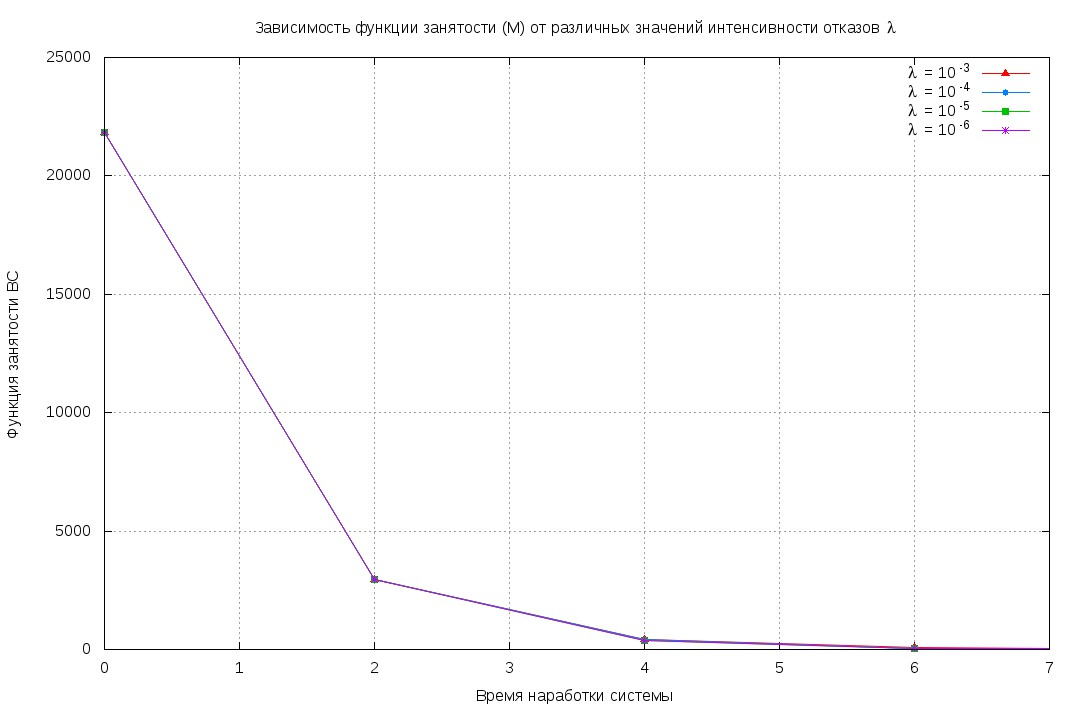 Зависимость функции занятости (M) от различных значений интенсивности отказов λ
25000
20000
15000
10000
5000
0
Функция занятости ВС
λ = 10⁻³
λ = 10⁻⁴
λ = 10⁻⁵
λ = 10⁻⁶
0 1 2 3 4 5 6 7
Время наработки системы